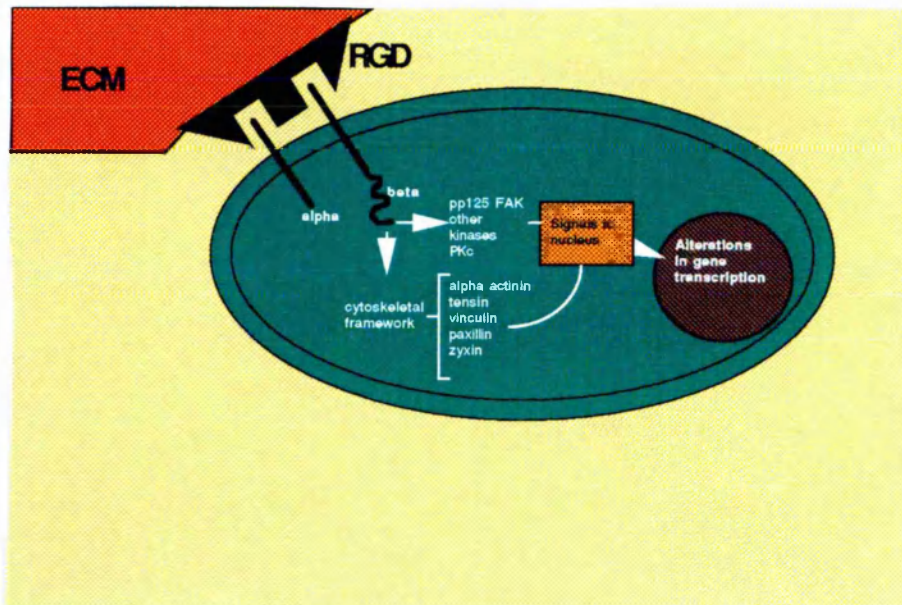 ECM
RGD
alpha
beta
pp125 FAK
other
kinases
PKc
Signals
nucleus
Alterations
In gene
transcription
cytoskeletal
framework
alpha actinin
tensin
vinculin
paxillin
zyxin